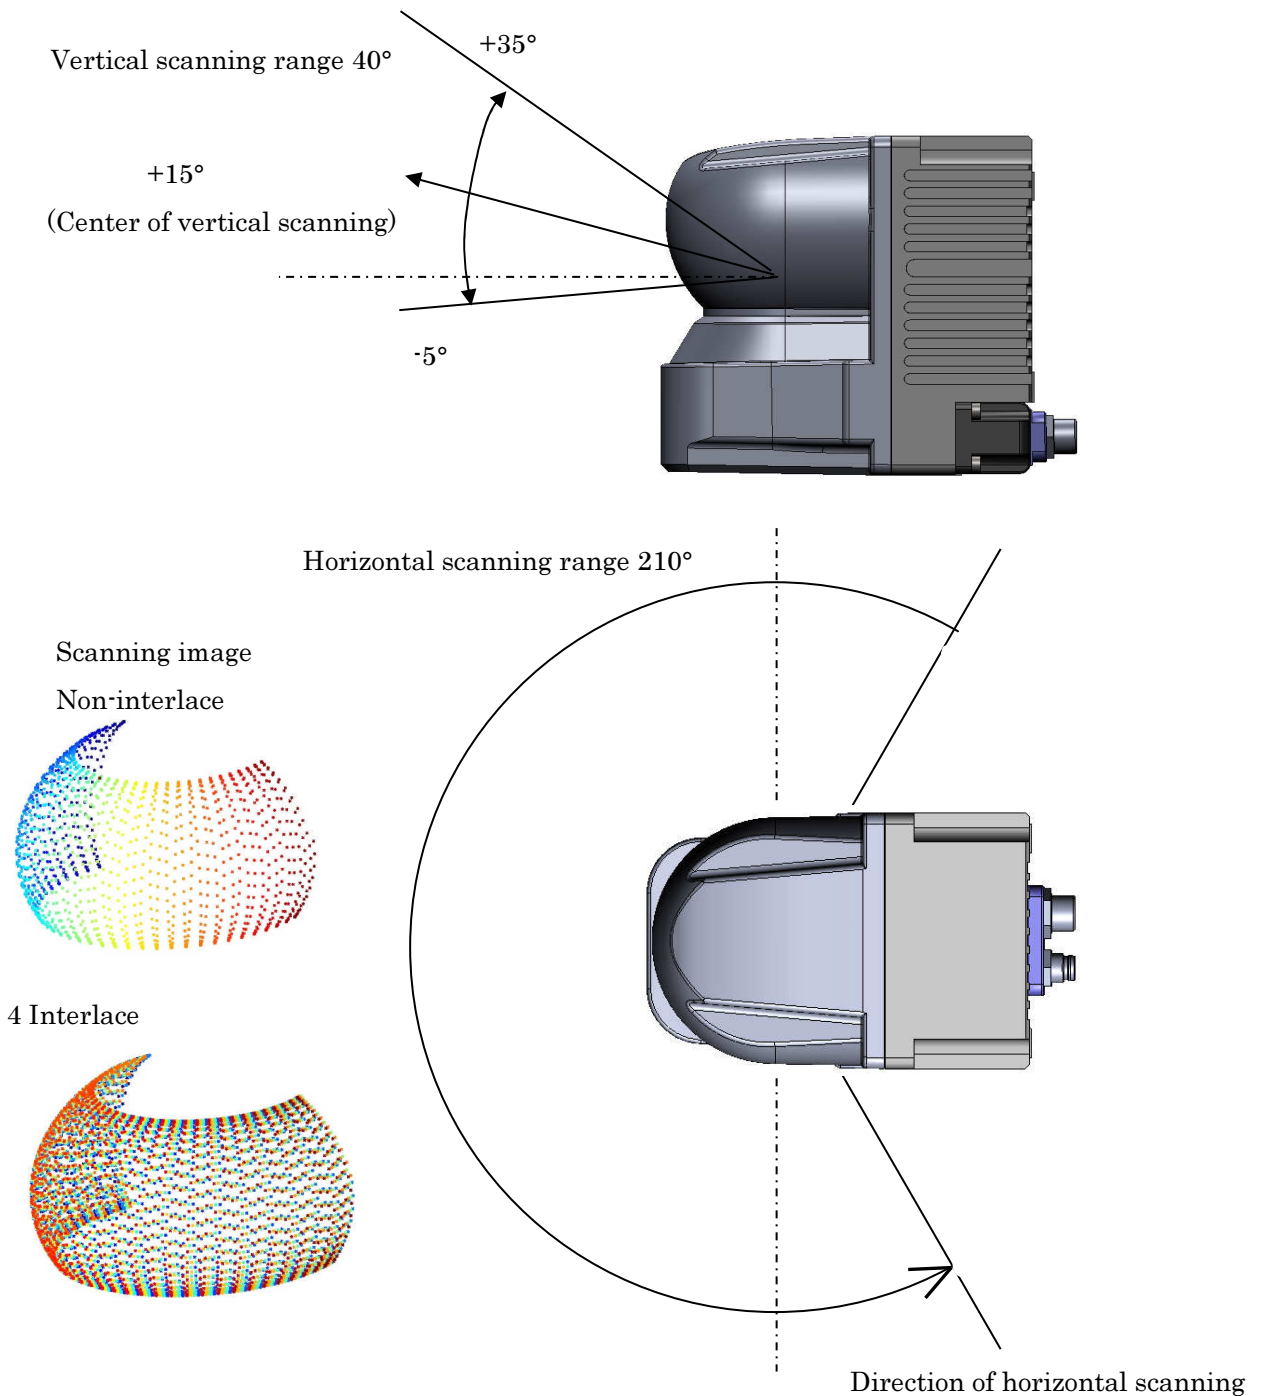 Vertical scanning range 40°
+35°
+15°
(Center of vertical scanning)
-5°
Horizontal scanning range 210°
Scanning image
Non-interlace
4 Interlace
Direction of horizontal scanning